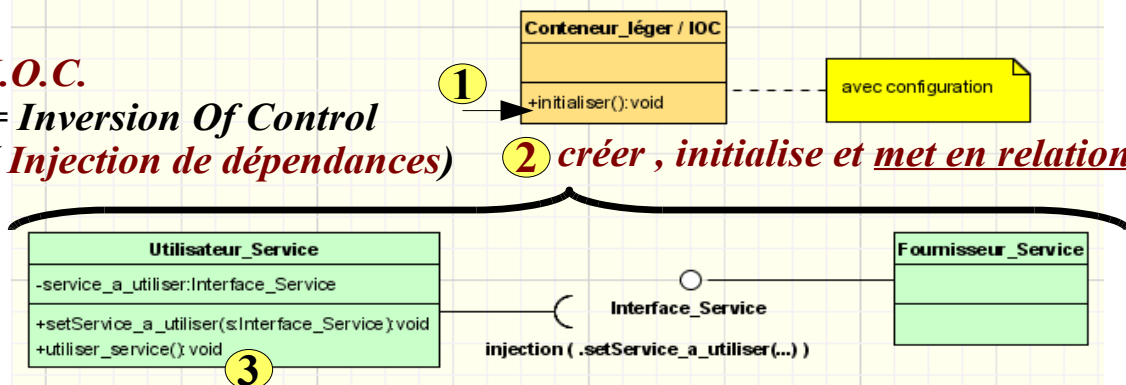 Conteneur_léger / IOC
.O.C.
1
+initialiser():void
avec configuration
= Inversion Of Control
Injection de dépendances)
2 créer , initialise et met en relation
Utilisateur_Service
-service_a_utiliser:Interface_Service
+setService_a_utiliser(s:Interface_Service):void
+utiliser_service():void
3
Interface_Service
injection ( .setService_a_utiliser(...) )
Fournisseur_Service